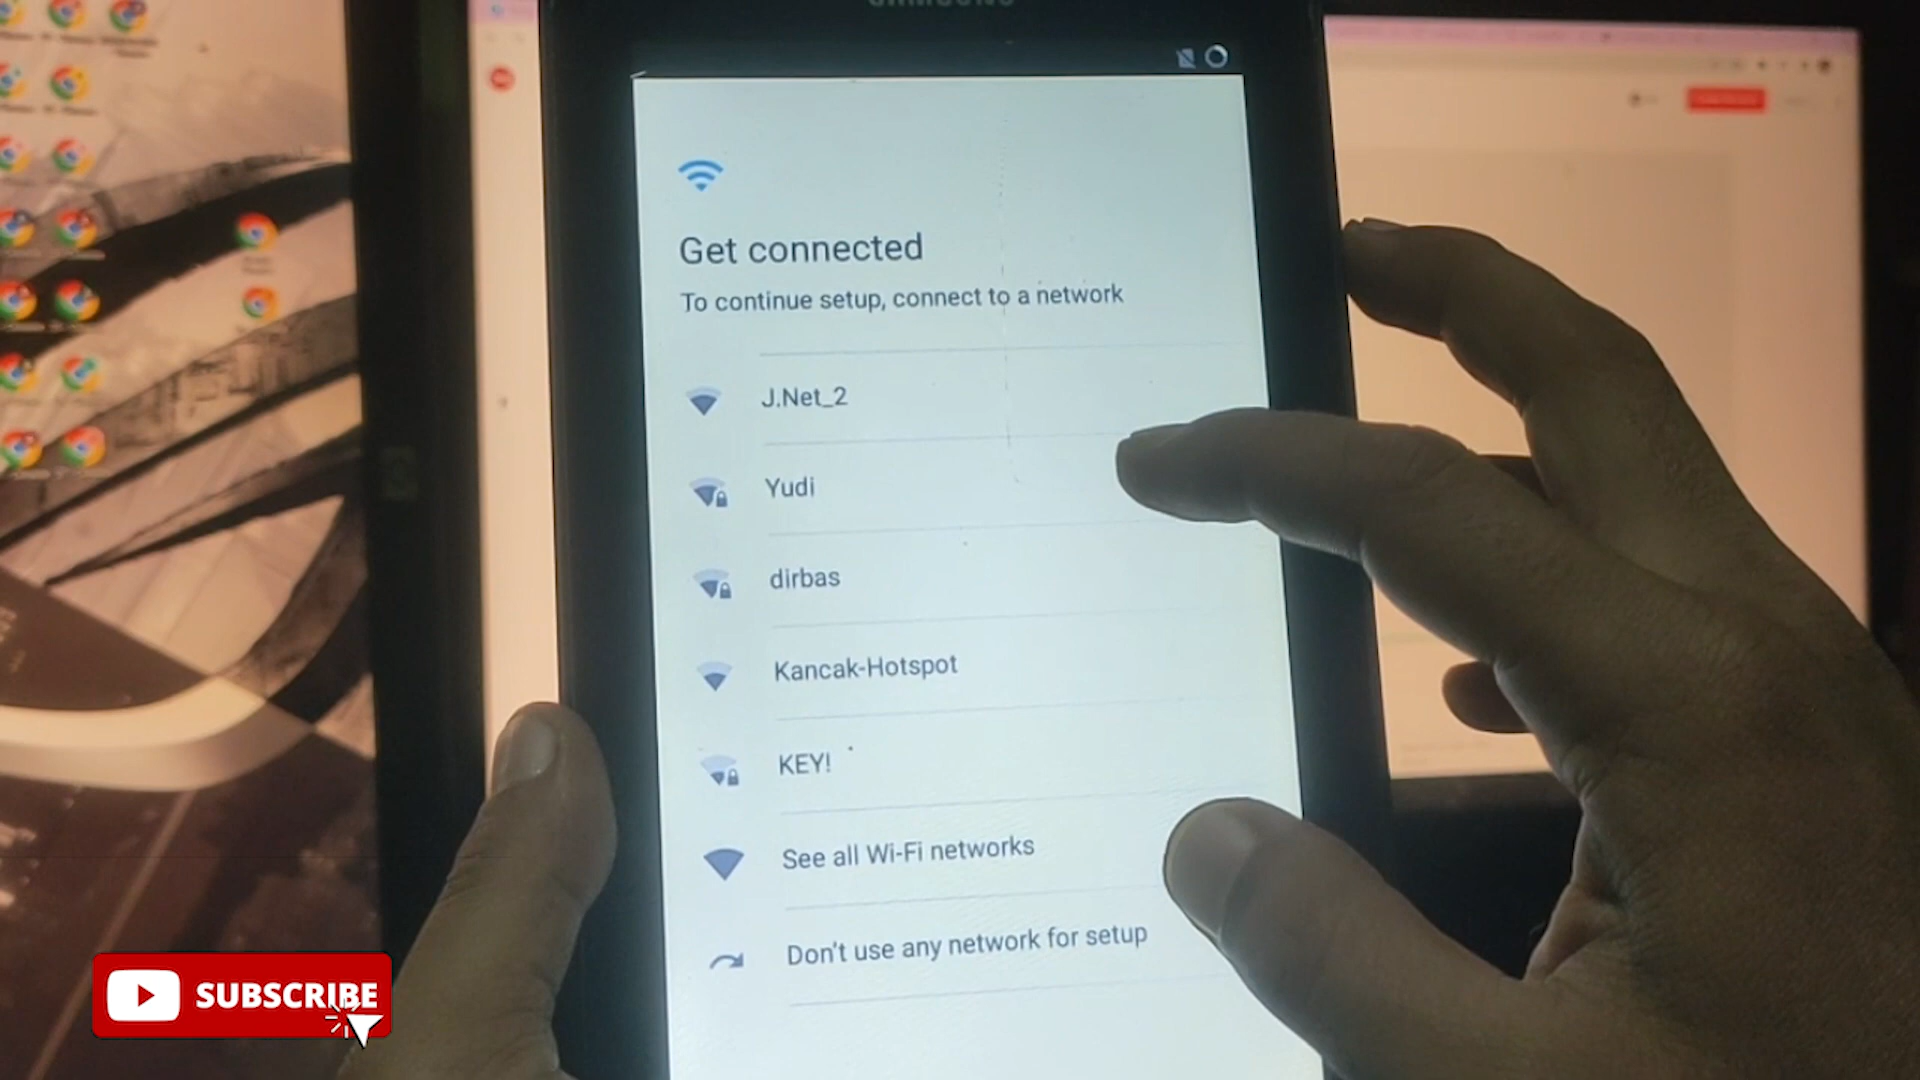 SAMSUNG
Get connected
To continue setup, connect to a network
J.Net_2
Yudi
dirbas
Kancak-Hotspot
KEY!
See all Wi-Fi networks
Don't use any network for setup
SUBSCRIBE